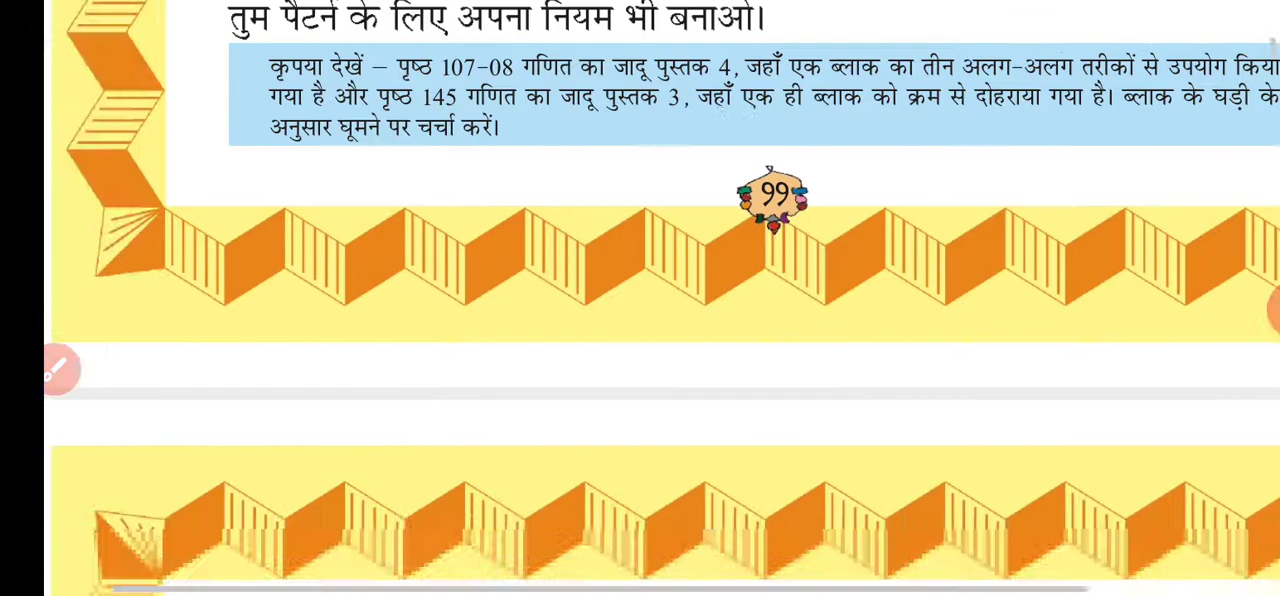 तुम पैटर्न के लिए अपना नियम भी बनाओ।
कृपया देखें – पृष्ठ 107-08 गणित का जादू पुस्तक 4, जहाँ एक ब्लाक का तीन अलग-अलग तरीकों से उपयोग किया
गया है और पृष्ठ 145 गणित का जादू पुस्तक 3, जहाँ एक ही ब्लाक को क्रम से दोहराया गया है। ब्लाक के घड़ी के
अनुसार घूमने पर चर्चा करें।
99